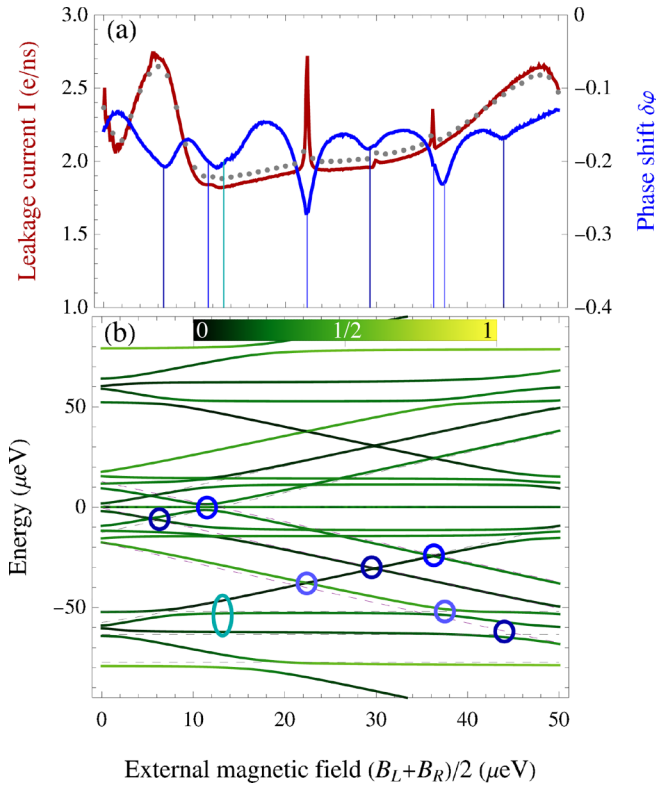 (a)
3.0
2.5
2.0
1.5
1.0
Leakage current I (e/ns)
0
−0.1
−0.2
−0.3
−0.4
Phase shift δφ
(b)
0 1/2 1
50
0
−50
Energy (μeV)
0 10 20 30 40 50
External magnetic field (B_L+B_R)/2 (μeV)